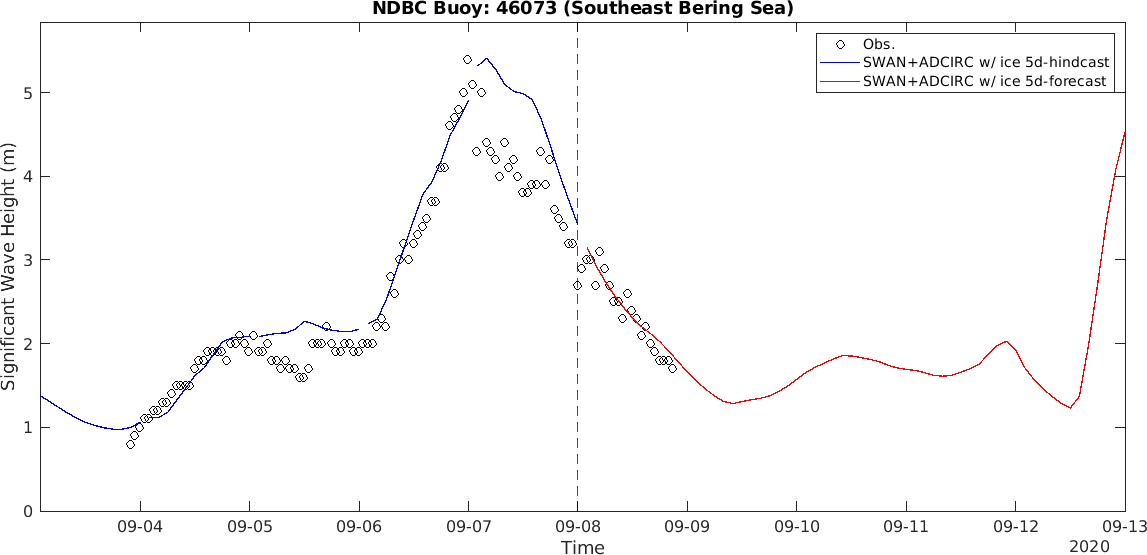 NDBC Buoy: 46073 (Southeast Bering Sea)
Obs.
SWAN+ADCIRC w/ ice 5d-hindcast
SWAN+ADCIRC w/ ice 5d-forecast
Significant Wave Height (m)
5
4
3
2
1
0
09-04 09-05 09-06 09-07 09-08 09-09 09-10 09-11 09-12 09-13
Time
2020